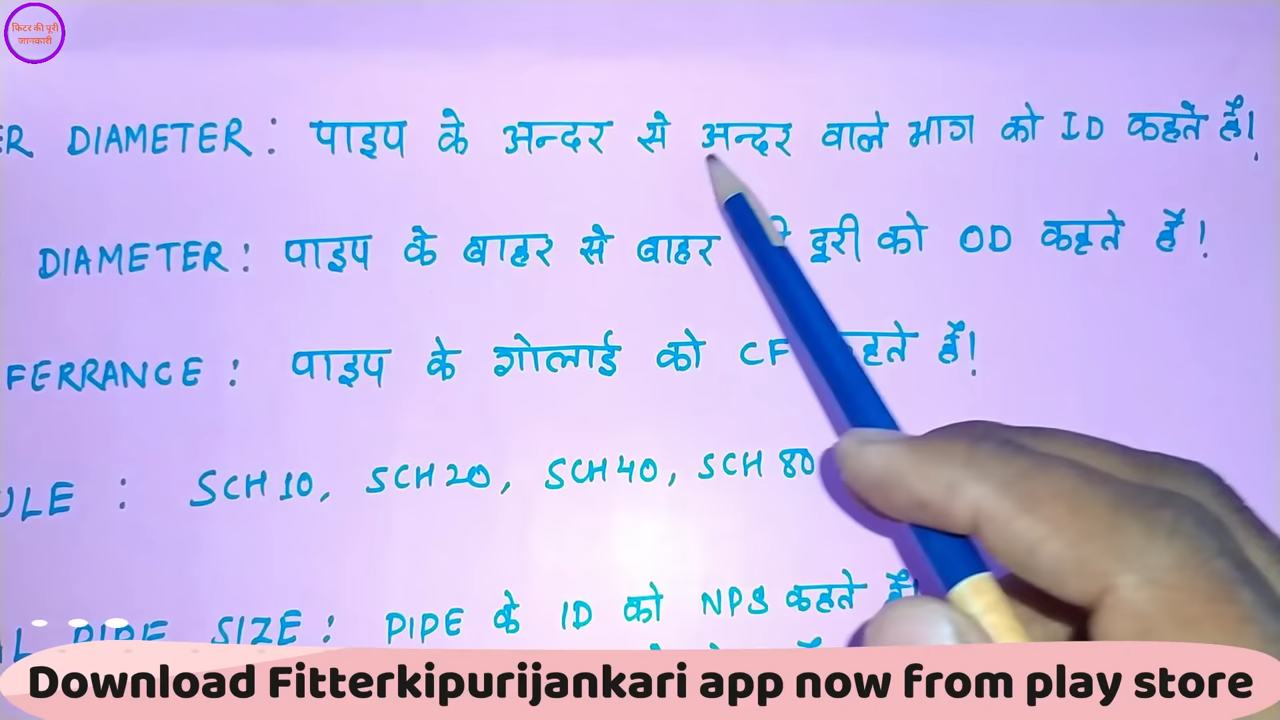 फिटर की पूरी
जानकारी
ER DIAMETER: पाइप के अन्दर से अन्दर वाले भाग को ID कहते हैं!
DIAMETER: पाइप के बाहर से बाहर दूरी को OD कहते हैं!
FERRANCE: पाइप के गोलाई को CF हते हैं!
ULE : SCH 10, SCH 20, SCH 40, SCH 80
L PIPE SIZE: PIPE के ID को NPS कहते हैं
Download Fitterkipurijankari app now from play store